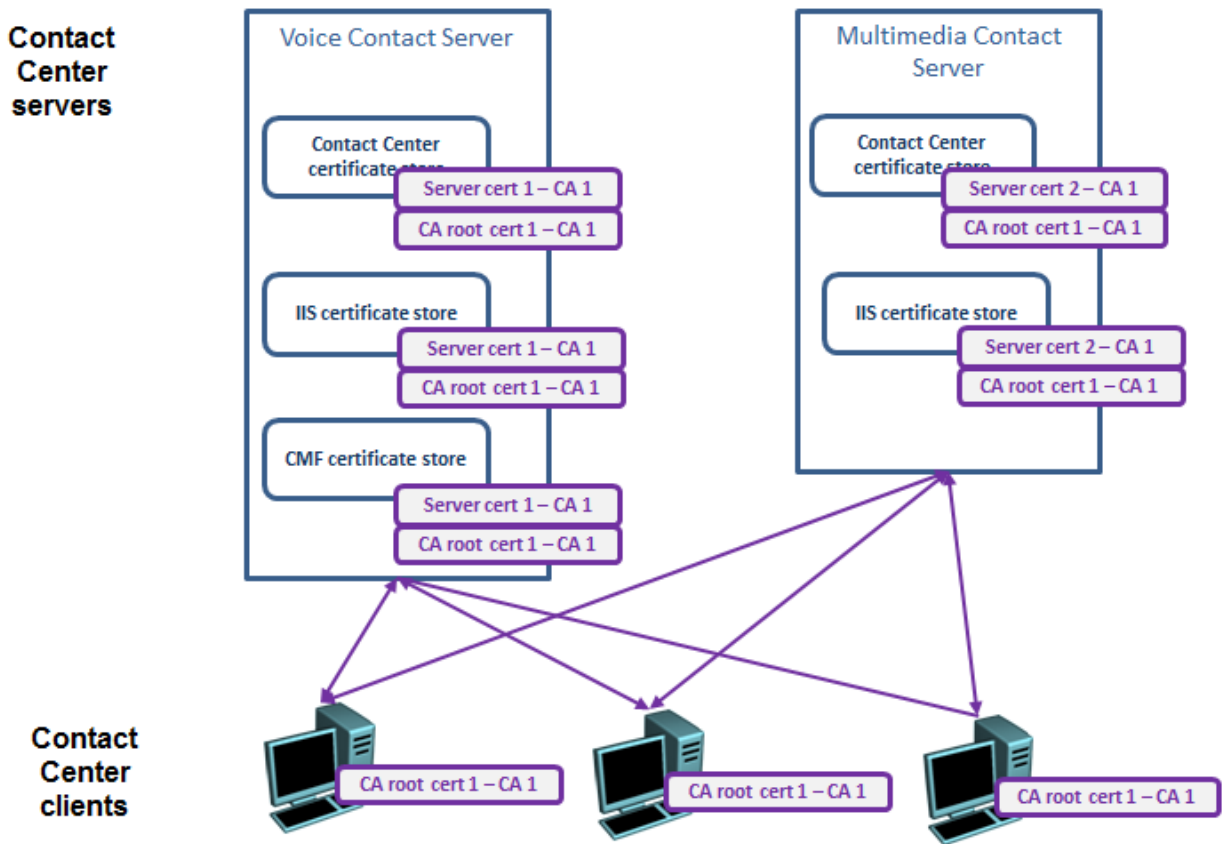 Contact
Center
servers
Voice Contact Server
Contact Center
certificate store
Server cert 1 – CA 1
CA root cert 1 – CA 1
IIS certificate store
Server cert 1 – CA 1
CA root cert 1 – CA 1
CMF certificate store
Server cert 1 – CA 1
CA root cert 1 – CA 1
Multimedia Contact
Server
Contact Center
certificate store
Server cert 2 – CA 1
CA root cert 1 – CA 1
IIS certificate store
Server cert 2 – CA 1
CA root cert 1 – CA 1
Contact
Center
clients
CA root cert 1 – CA 1
CA root cert 1 – CA 1
CA root cert 1 – CA 1